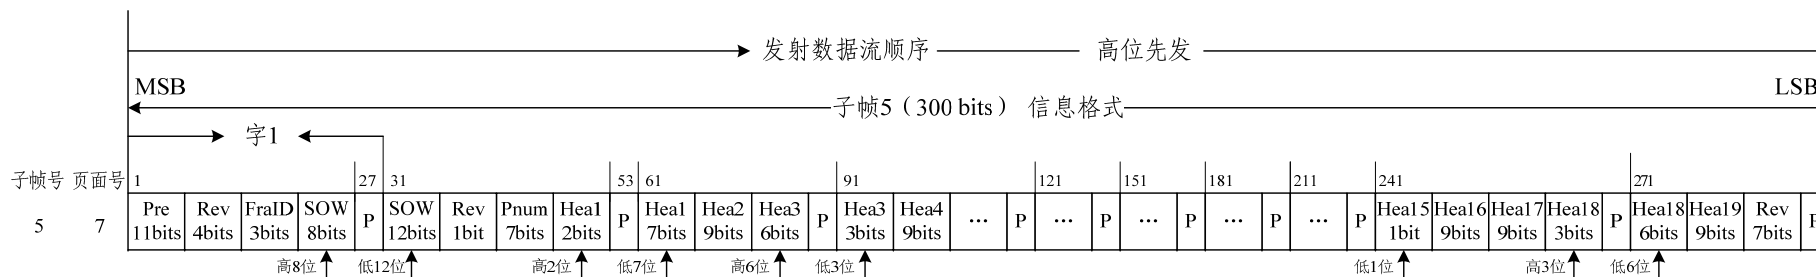 发射数据流顺序 高位先发
MSB LSB
子帧5（300 bits） 信息格式
字1
子帧号 页面号 1 27 31 53 61 91 121 151 181 211 241 271
Pre Rev FraID SOW P SOW Rev Pnum Hea1 P Hea1 Hea2 Hea3 P Hea3 Hea4 … P … P … P … P … P Hea15 Hea16 Hea17 Hea18 P Hea18 Hea19 Rev P
5 7 11bits 4bits 3bits 8bits 12bits 1bit 7bits 2bits 7bits 9bits 6bits 3bits 9bits 1bit 9bits 9bits 3bits 6bits 9bits 7bits
高8位 低12位 高2位 低7位 高6位 低3位 低1位 高3位 低6位